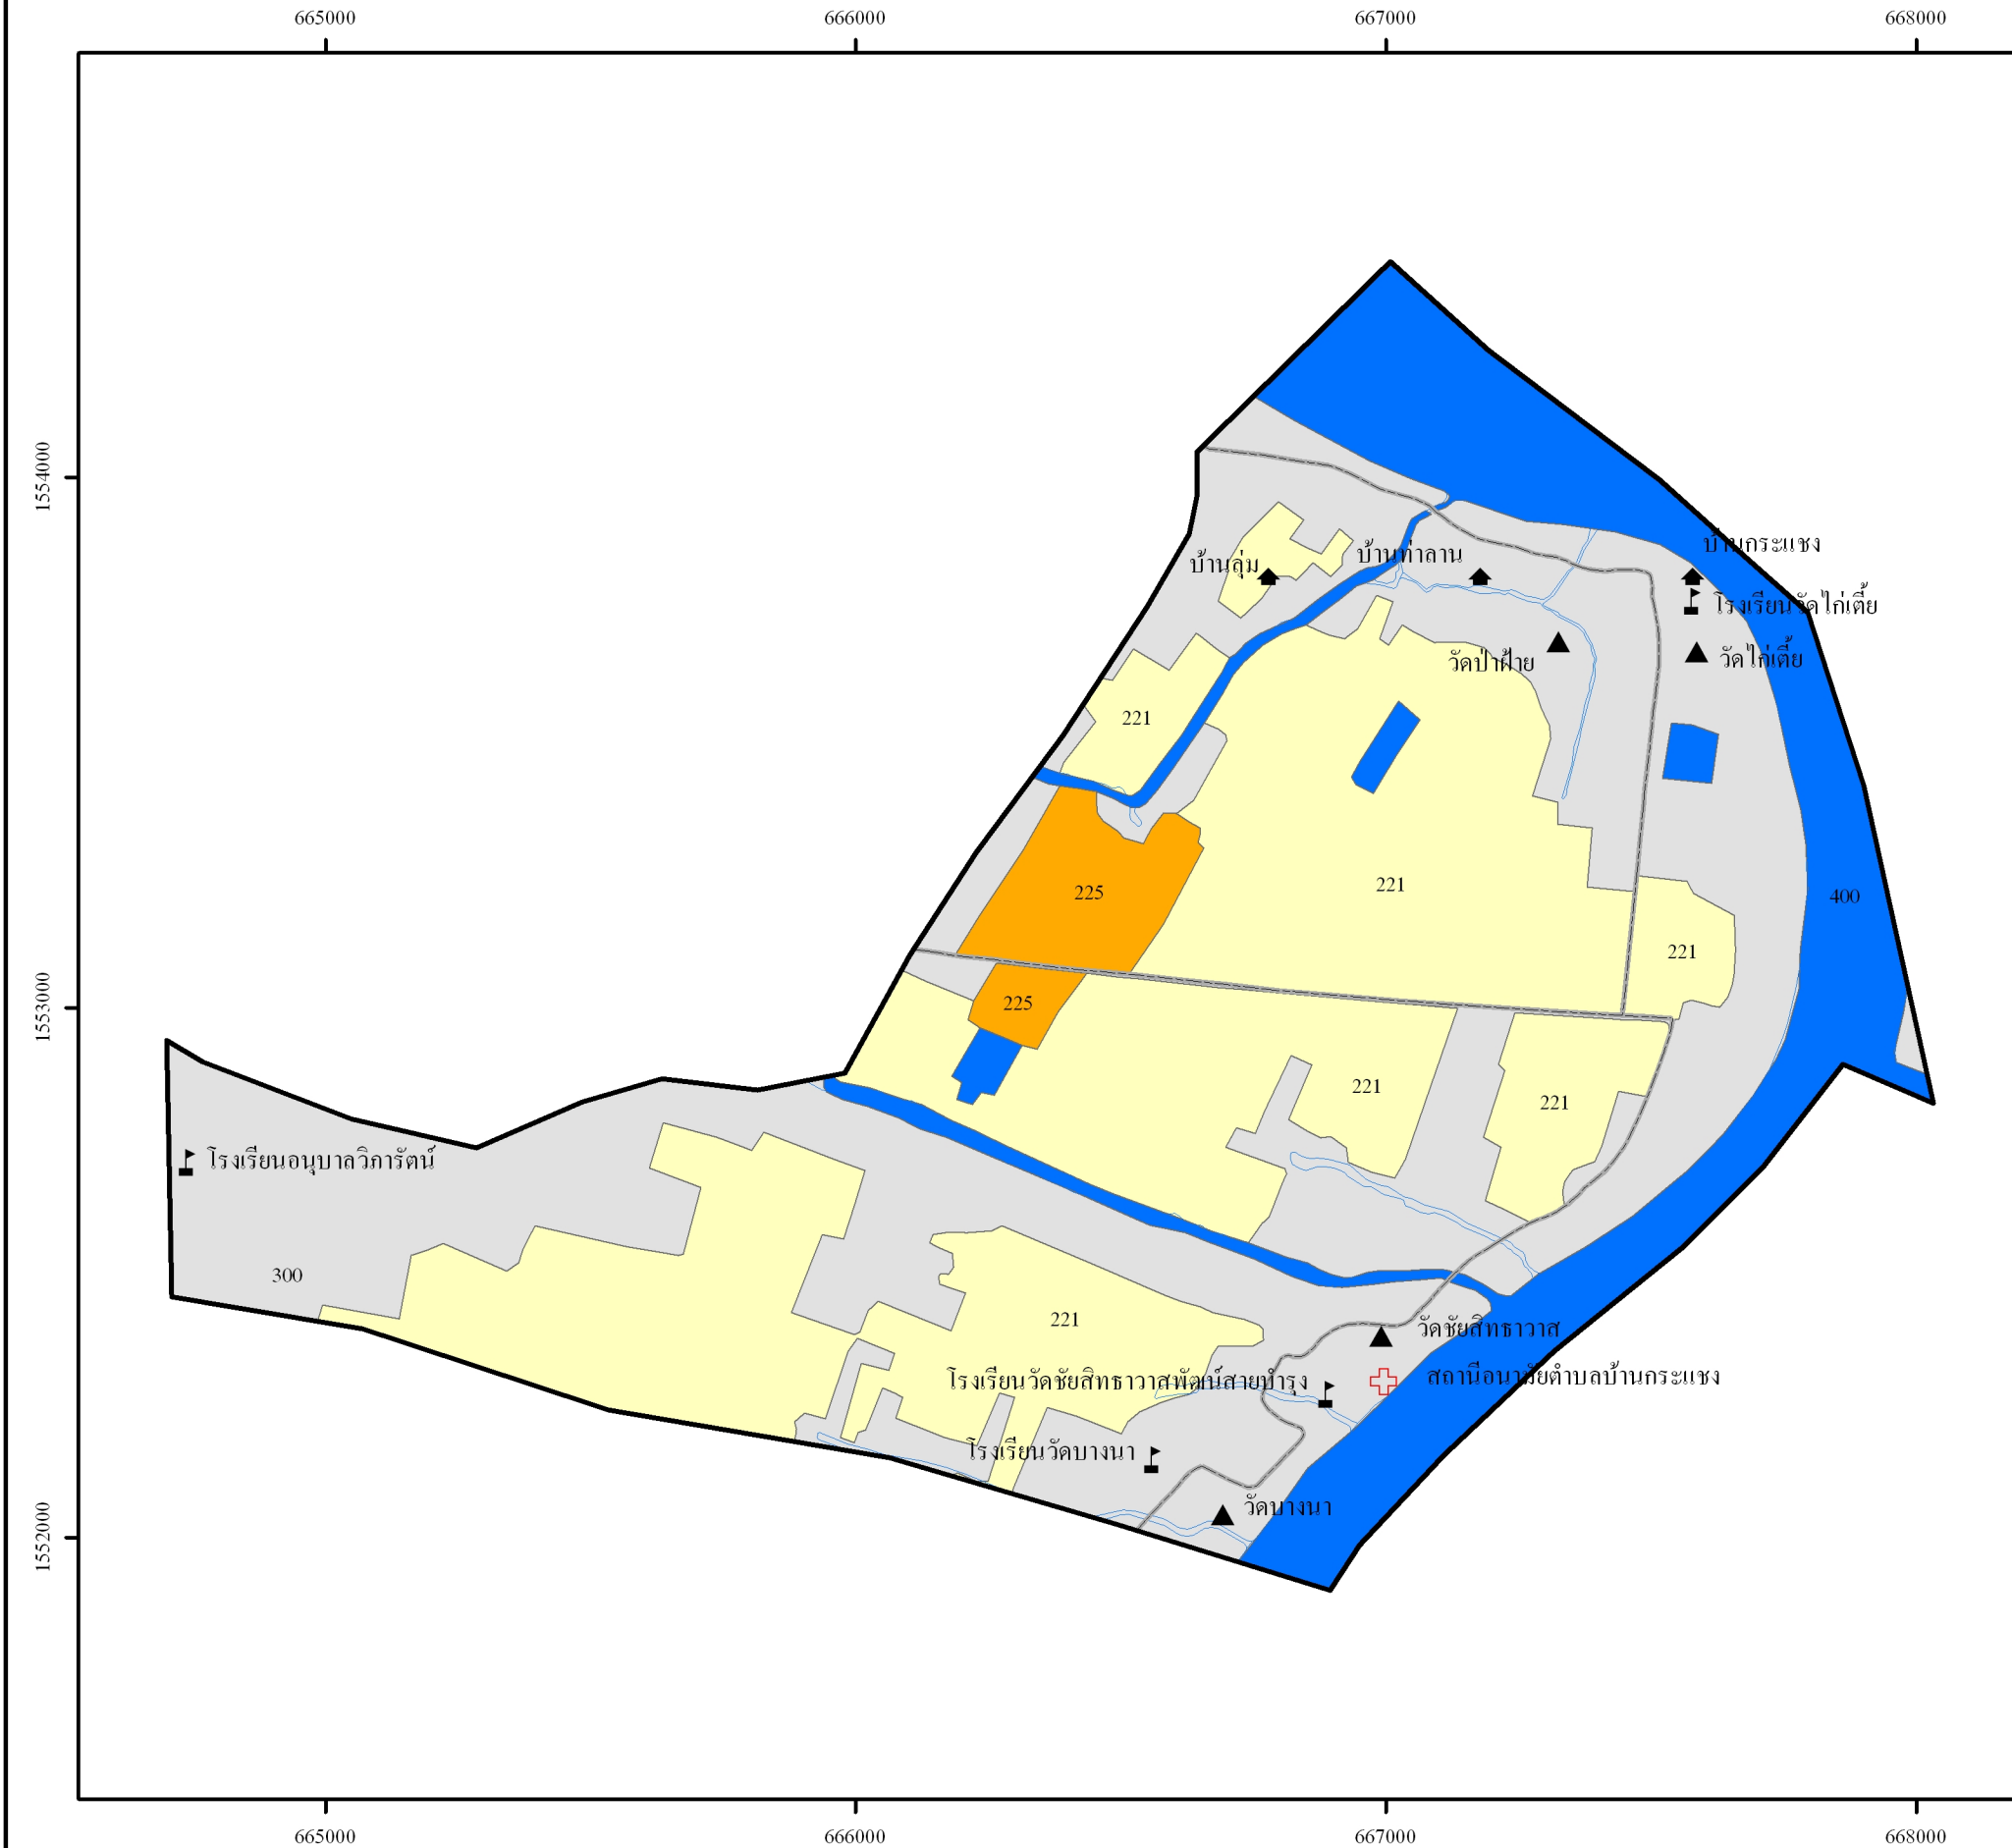 665000
666000
667000
668000
1554000
บ้านกระแชง
บ้านท่าลาน
บ้านลุ่ม
โรงเรียนวัดไก่เตี้ย
วัดป่าฝ้าย
วัดไก่เตี้ย
221
225
221
400
221
1553000
225
221
221
โรงเรียนอนุบาลวิภารัตน์
300
221
วัดชัยสิทธาวาส
โรงเรียนวัดชัยสิทธาวาสพัฒน์สายบำรุง
สถานีอนามัยตำบลบ้านกระแชง
โรงเรียนวัดบางนา
วัดบางนา
1552000
665000
666000
667000
668000